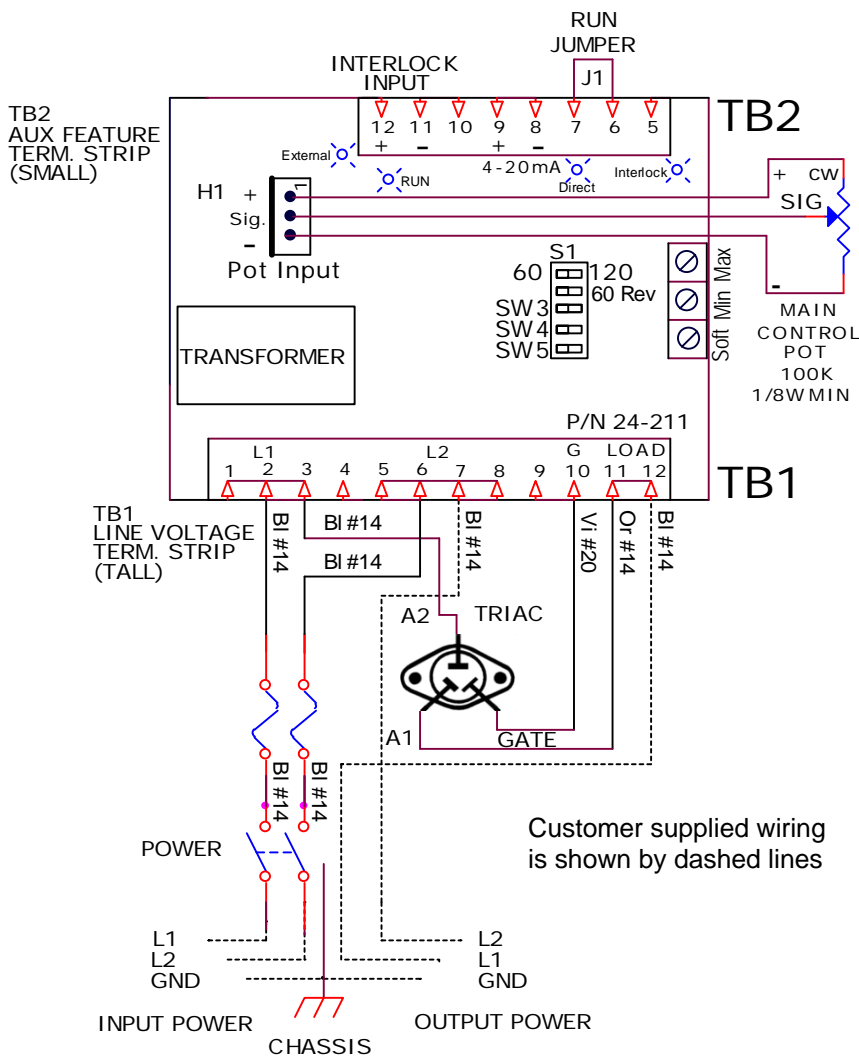 RUN
JUMPER
J1
INTERLOCK
INPUT
TB2
AUX FEATURE
TERM. STRIP
(SMALL)
TB2
12 11 10 9 8 7 6 5
+ - + -
4-20mA
External
RUN
Direct
Interlock
H1
+
Sig.
-
1
Pot Input
+ CW
SIG
-
MAIN
CONTROL
POT
100K
1/8W MIN
S1
60 120
60 Rev
SW 3
SW 4
SW 5
Soft Min Max
TRANSFORMER
P/N 24-211
L1 L2 G LOAD
1 2 3 4 5 6 7 8 9 10 11 12
TB1
TB1
LINE VOLTAGE
TERM. STRIP
(TALL)
Bl #14
Bl #14
Bl #14
Bl #14
Vi #20
Or #14
Bl #14
A2
TRIAC
A1
GATE
Bl #14
Bl #14
POWER
Customer supplied wiring
is shown by dashed lines
L1
L2
GND
INPUT POWER
CHASSIS
L2
L1
GND
OUTPUT POWER